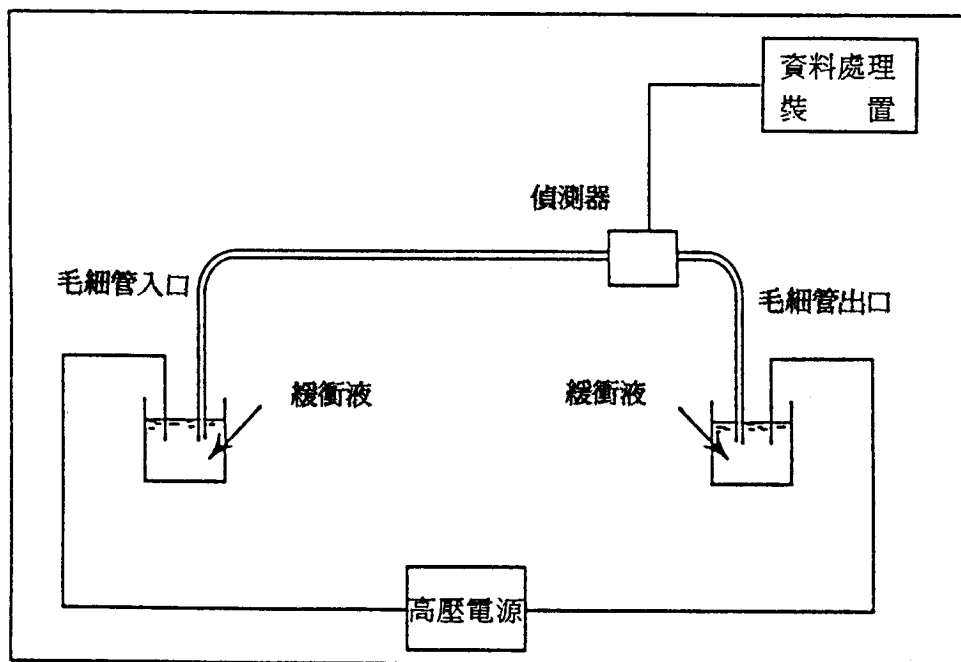 資料處理
裝 置
偵測器
毛細管入口
毛細管出口
緩衝液
緩衝液
高壓電源